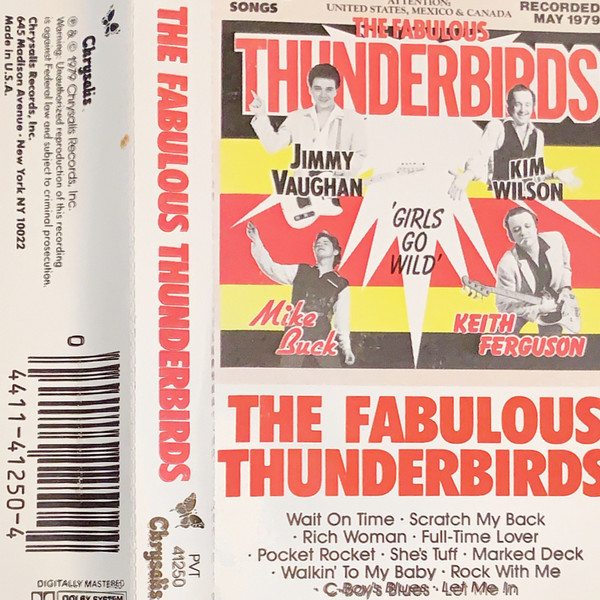 Chrysalis
℗ & © 1979 Chrysalis Records, Inc.
Warning: Unauthorized reproduction of this recording
is against Federal law and subject to criminal prosecution.
Chrysalis Records, Inc.
645 Madison Avenue · New York NY 10022
Made in U.S.A.
0
4411-41250-4
DIGITALLY MASTERED
DOLBY SYSTEM
THE FABULOUS THUNDERBIRDS
Chrysalis
PVT
41250
SONGS
ATTENTION:
UNITED STATES, MEXICO & CANADA
RECORDED
MAY 1979
THE FABULOUS
THUNDERBIRDS
JIMMY
VAUGHAN
KIM
WILSON
'GIRLS
GO
WILD'
Mike
Buck
KEITH
FERGUSON
THE FABULOUS
THUNDERBIRDS
Wait On Time · Scratch My Back
· Rich Woman · Full-Time Lover
· Pocket Rocket · She's Tuff · Marked Deck
· Walkin' To My Baby · Rock With Me
· C-Boy's Blues · Let Me In